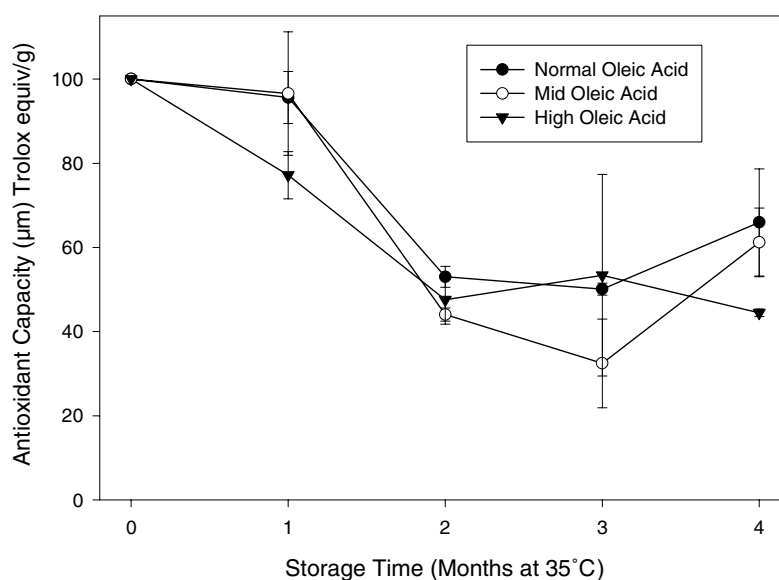 Antioxidant Capacity (µm) Trolox equiv/g)
100
80
60
40
20
0
Normal Oleic Acid
Mid Oleic Acid
High Oleic Acid
0 1 2 3 4
Storage Time (Months at 35˚C)